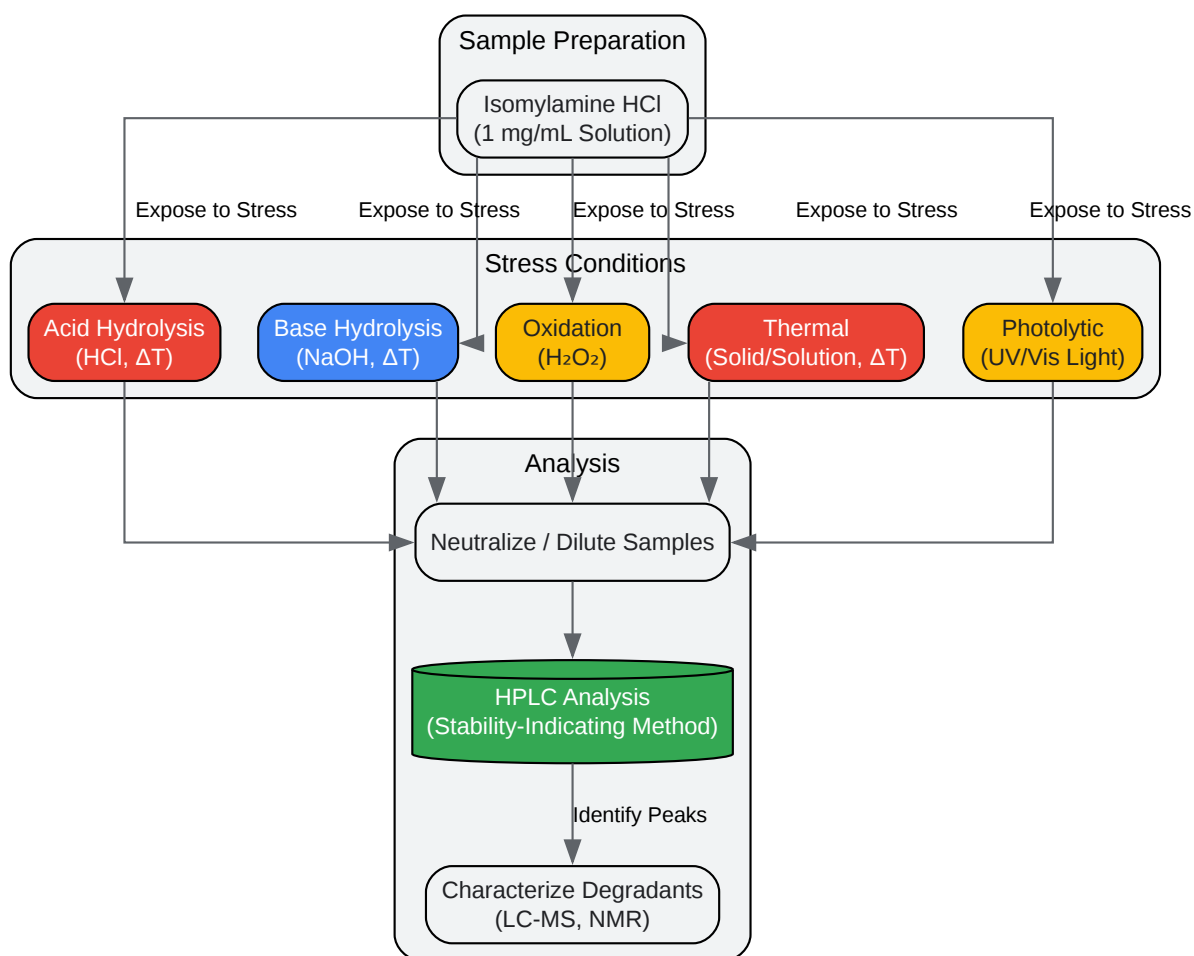 Sample Preparation
Isomylamine HCl
(1 mg/mL Solution)
Expose to Stress
Expose to Stress
Expose to Stress
Expose to Stress
Expose to Stress
Stress Conditions
Acid Hydrolysis
(HCl, ΔT)
Base Hydrolysis
(NaOH, ΔT)
Oxidation
(H₂O₂)
Thermal
(Solid/Solution, ΔT)
Photolytic
(UV/Vis Light)
Analysis
Neutralize / Dilute Samples
HPLC Analysis
(Stability-Indicating Method)
Identify Peaks
Characterize Degradants
(LC-MS, NMR)